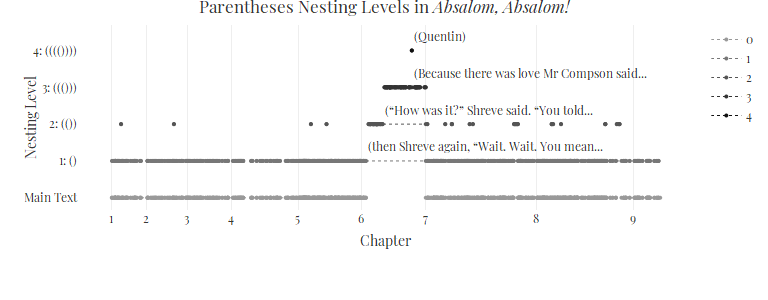 Parentheses Nesting Levels in Absalom, Absalom!
(Quentin)
4: (((())))
(Because there was love Mr Compson said...
3: ((()))
(“How was it?” Shreve said. “You told...
2: (())
(then Shreve again, “Wait. Wait. You mean...
1: ()
Main Text
Nesting Level
1 2 3 4 5 6 7 8 9
Chapter
0
1
2
3
4